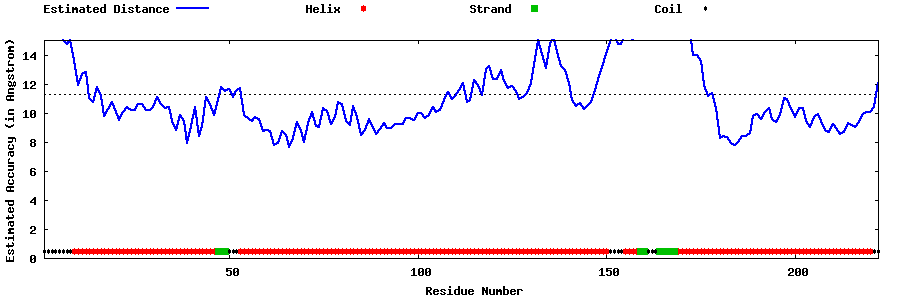 Estimated Distance Helix Strand Coil
Estimated Accuracy (in Angstrom)
14
12
10
8
6
4
2
0
50 100 150 200
Residue Number